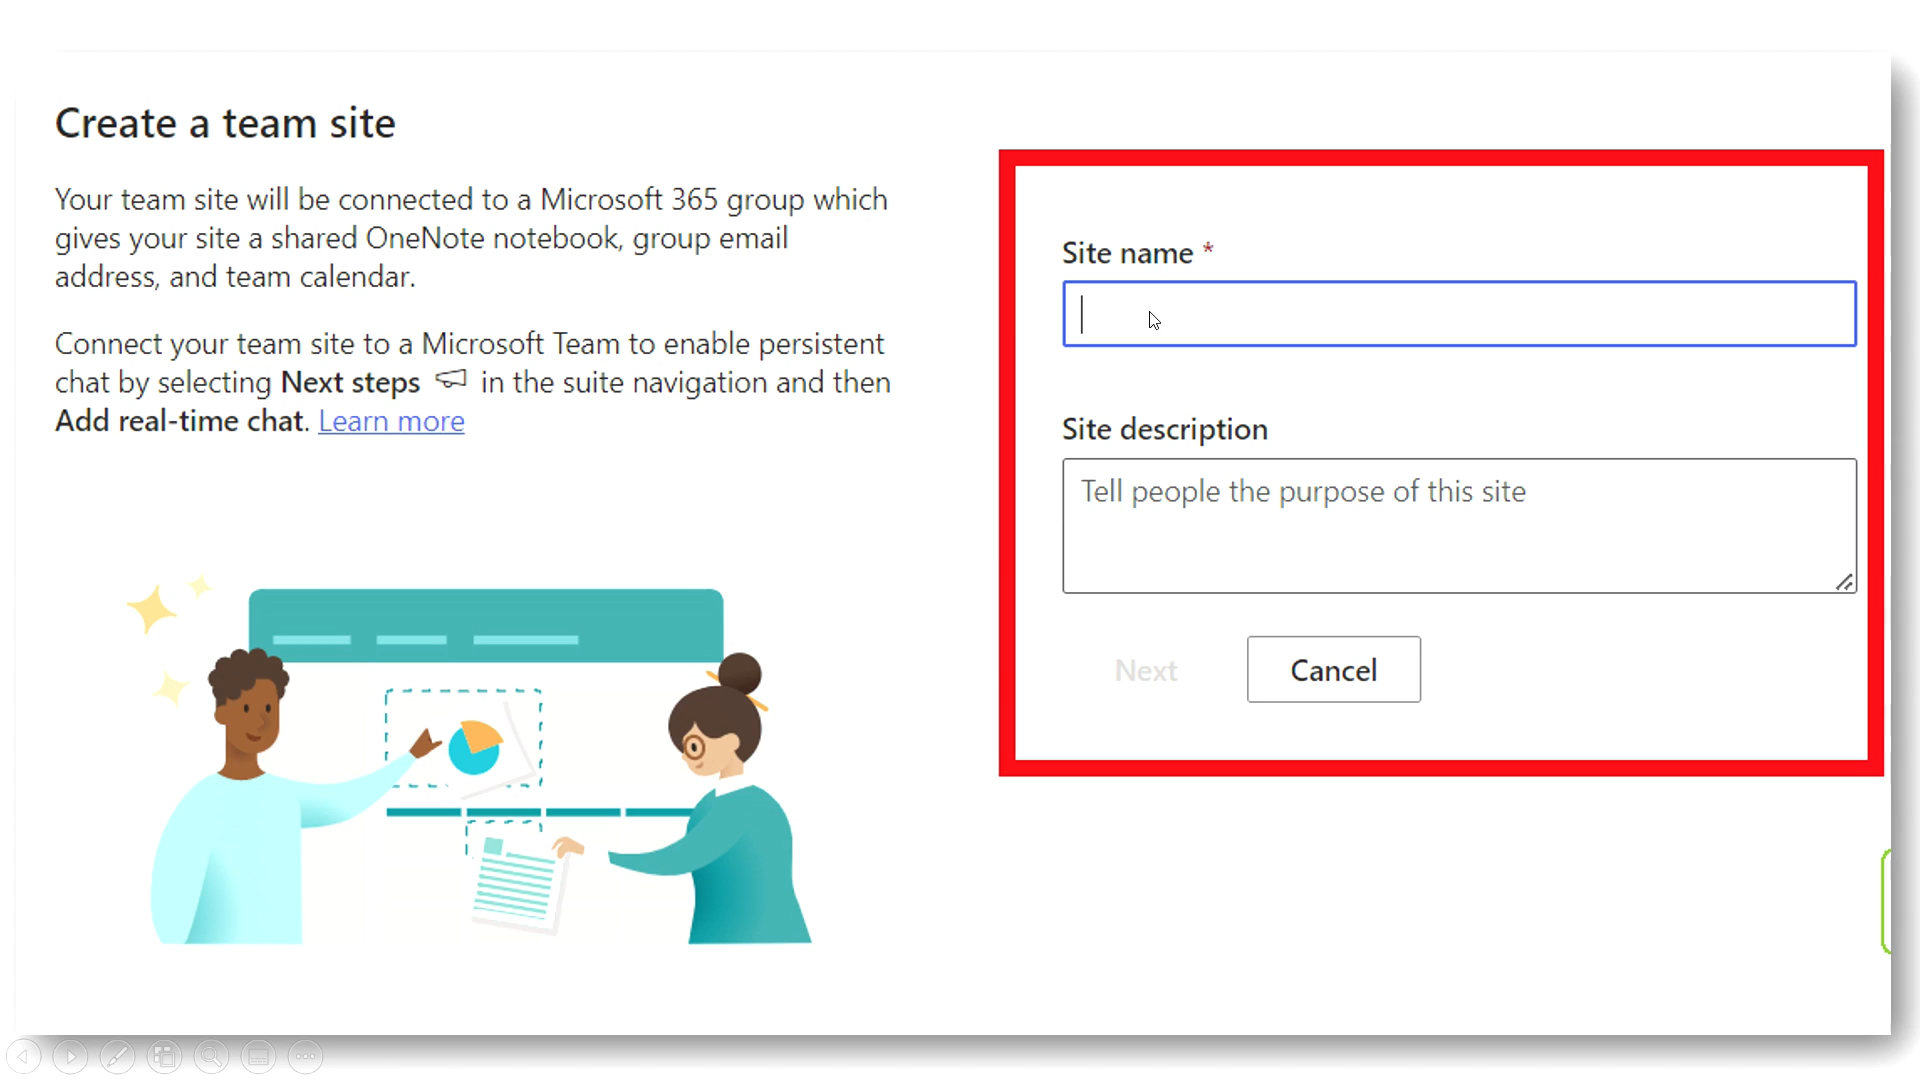 Create a team site
Your team site will be connected to a Microsoft 365 group which
gives your site a shared OneNote notebook, group email
address, and team calendar.
Connect your team site to a Microsoft Team to enable persistent
chat by selecting Next steps in the suite navigation and then
Add real-time chat. Learn more
Site name *
Site description
Tell people the purpose of this site
Next
Cancel